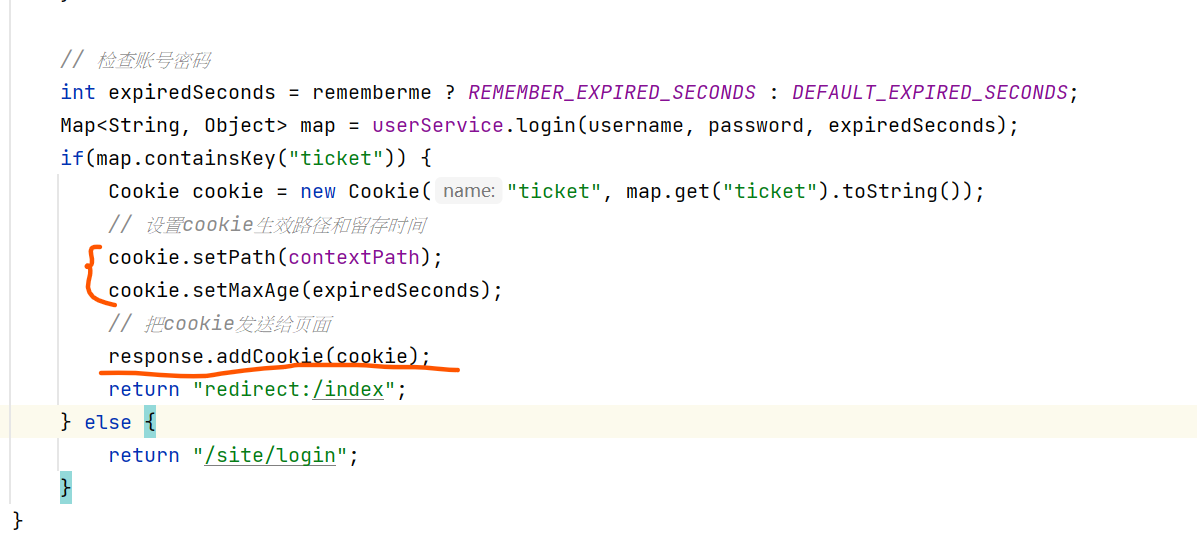 // 检查账号密码
int expiredSeconds = rememberme ? REMEMBER_EXPIRED_SECONDS : DEFAULT_EXPIRED_SECONDS;
Map<String, Object> map = userService.login(username, password, expiredSeconds);
if(map.containsKey("ticket")) {
Cookie cookie = new Cookie( name: "ticket", map.get("ticket").toString());
// 设置cookie生效路径和留存时间
cookie.setPath(contextPath);
cookie.setMaxAge(expiredSeconds);
// 把cookie发送给页面
response.addCookie(cookie);
return "redirect:/index";
} else {
return "/site/login";
}
}